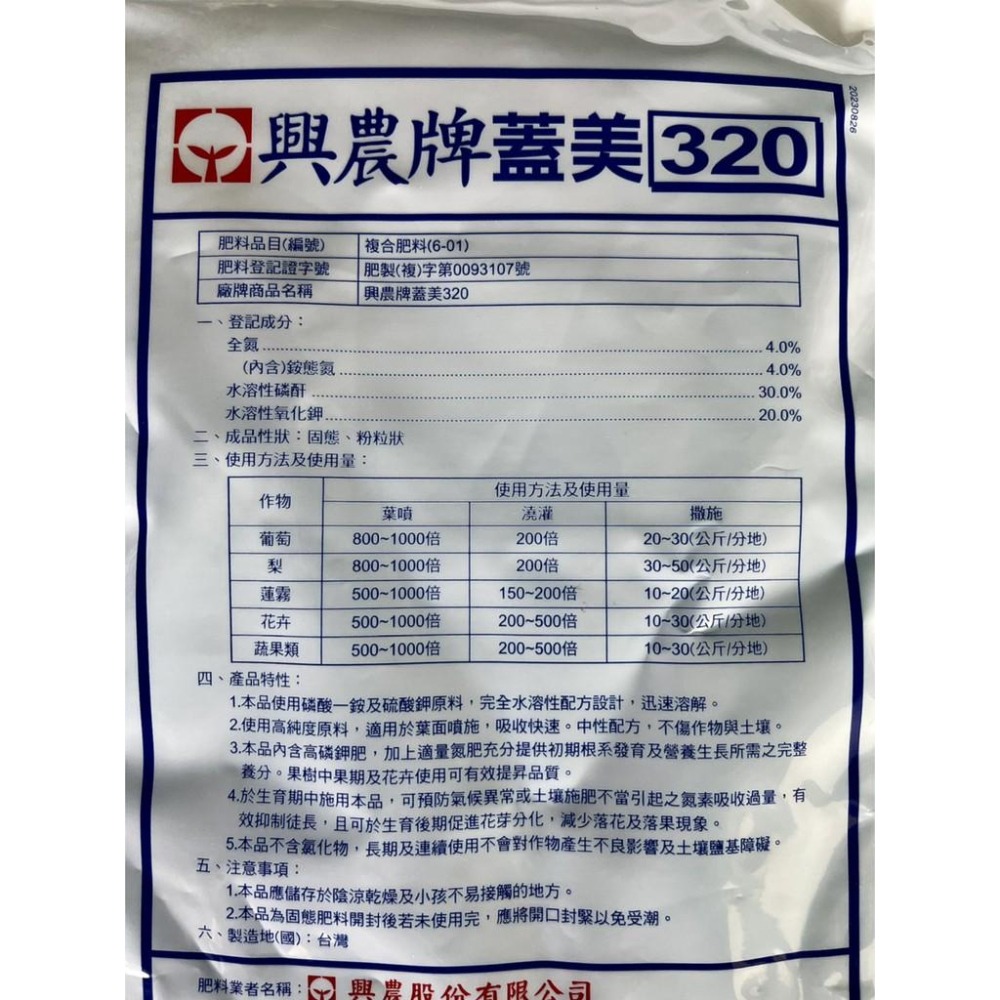 20230826
興農牌蓋美320
肥料品目(編號) 複合肥料(6-01)
肥料登記證字號 肥製(複)字第0093107號
廠牌商品名稱 興農牌蓋美320
一、登記成分：
全氮 4.0%
(內含)銨態氮 4.0%
水溶性磷酐 30.0%
水溶性氧化鉀 20.0%
二、成品性狀：固態、粉粒狀
三、使用方法及使用量：
作物 使用方法及使用量
葉噴 澆灌 撒施
葡萄 800~1000倍 200倍 20~30(公斤/分地)
梨 800~1000倍 200倍 30~50(公斤/分地)
蓮霧 500~1000倍 150~200倍 10~20(公斤/分地)
花卉 500~1000倍 200~500倍 10~30(公斤/分地)
蔬果類 500~1000倍 200~500倍 10~30(公斤/分地)
四、產品特性：
1.本品使用磷酸一銨及硫酸鉀原料，完全水溶性配方設計，迅速溶解。
2.使用高純度原料，適用於葉面噴施，吸收快速。中性配方，不傷作物與土壤。
3.本品內含高磷鉀肥，加上適量氮肥充分提供初期根系發育及營養生長所需之完整
養分。果樹中果期及花卉使用可有效提昇品質。
4.於生育期中施用本品，可預防氣候異常或土壤施肥不當引起之氮素吸收過量，有
效抑制徒長，且可於生育後期促進花芽分化，減少落花及落果現象。
5.本品不含氯化物，長期及連續使用不會對作物產生不良影響及土壤鹽基障礙。
五、注意事項：
1.本品應儲存於陰涼乾燥及小孩不易接觸的地方。
2.本品為固態肥料開封後若未使用完，應將開口封緊以免受潮。
六、製造地(國)：台灣
肥料業者名稱：興農股份有限公司